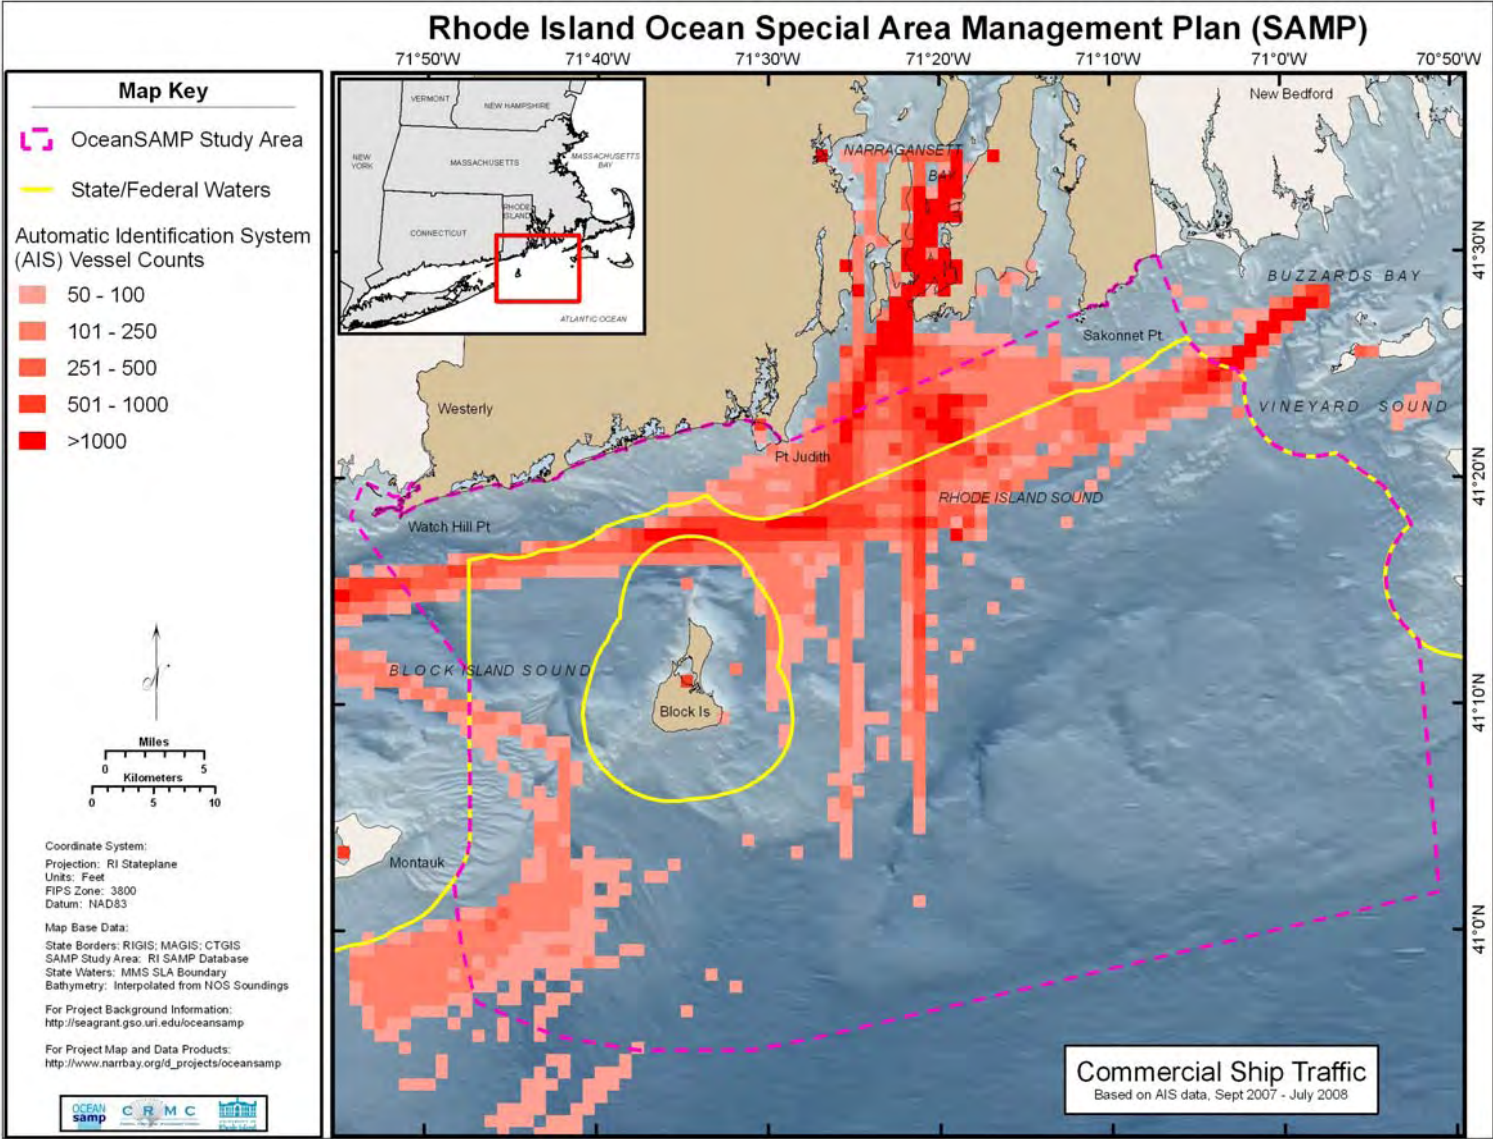 Rhode Island Ocean Special Area Management Plan (SAMP)
71°50'W 71°40'W 71°30'W 71°20'W 71°10'W 71°0'W 70°50'W
Map Key
OceanSAMP Study Area
State/Federal Waters
Automatic Identification System
(AIS) Vessel Counts
50 - 100
101 - 250
251 - 500
501 - 1000
>1000
Miles
0 5
Kilometers
0 5 10
Coordinate System:
Projection: RI Stateplane
Units: Feet
FIPS Zone: 3800
Datum: NAD83
Map Base Data:
State Borders: RIGIS; MAGIS; CTGIS
SAMP Study Area: RI SAMP Database
State Waters: MMS SLA Boundary
Bathymetry: Interpolated from NOS Soundings
For Project Background Information:
http://seagrant.gso.uri.edu/oceansamp
For Project Map and Data Products:
http://www.narrbay.org/d_projects/oceansamp
OCEAN
samp
CRMC
VERMONT
NEW HAMPSHIRE
NEW
YORK
MASSACHUSETTS
MASSACHUSETTS
BAY
RHODE
ISLAND
CONNECTICUT
ATLANTIC OCEAN
New Bedford
NARRAGANSETT
BAY
BUZZARDS BAY
Sakonnet Pt.
Westerly
VINEYARD SOUND
Pt Judith
RHODE ISLAND SOUND
Watch Hill Pt
BLOCK ISLAND SOUND
Block Is
Montauk
41°30'N
41°20'N
41°10'N
41°0'N
Commercial Ship Traffic
Based on AIS data, Sept 2007 - July 2008